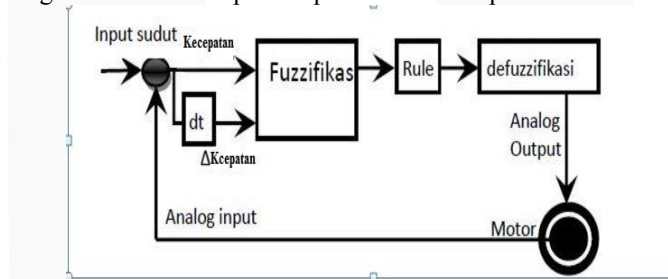 Input sudut
Kecepatan
Fuzzifikas
Rule
defuzzifikasi
dt
ΔKcepatan
Analog
Output
Analog input
Motor